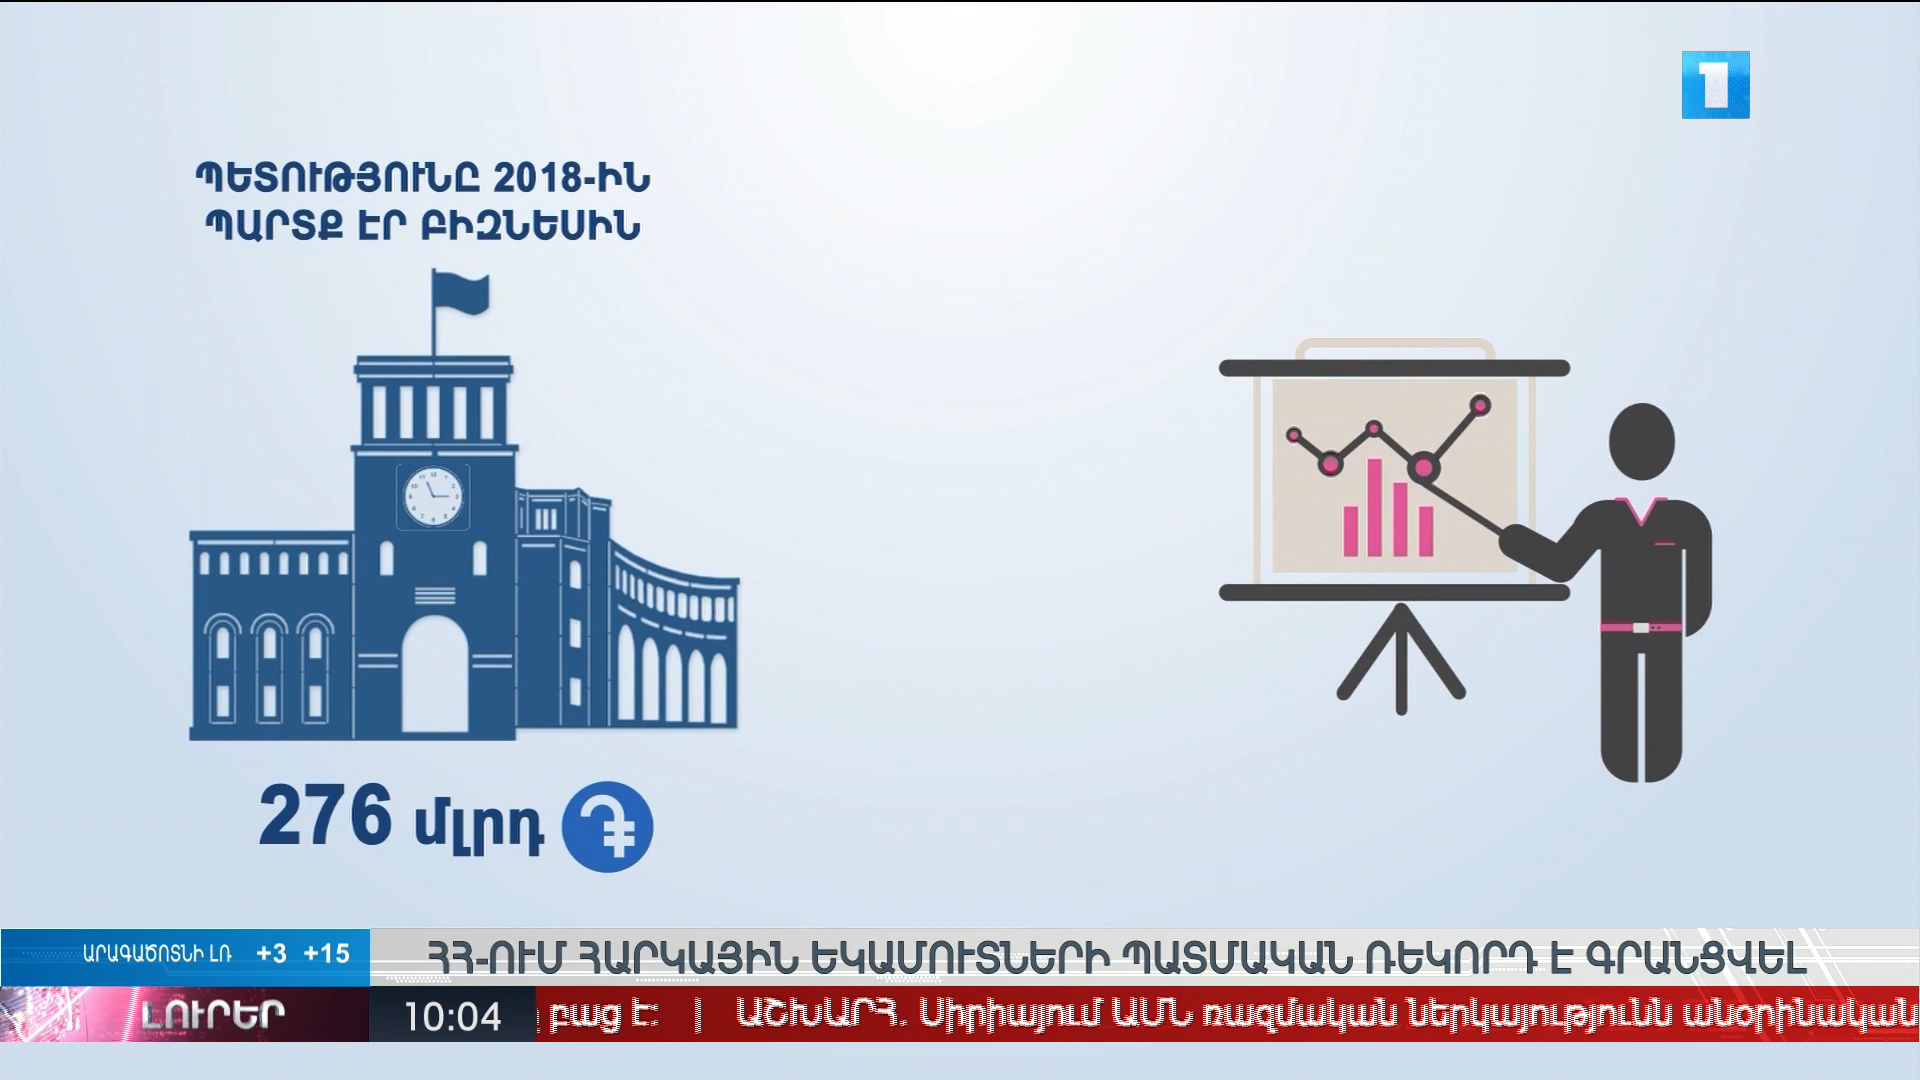 1
ՊԵՏՈՒԹՅՈՒՆԸ 2018-ԻՆ
ՊԱՐՏՔ ԷՐ ԲԻԶՆԵՍԻՆ
276 մլրդ ֏
ԱՐԱԳԱԾՈՏՆԻ ԼՌ +3 +15
ՀՀ-ՈՒՄ ՀԱՐԿԱՅԻՆ ԵԿԱՄՈՒՏՆԵՐԻ ՊԱՏՄԱԿԱՆ ՌԵԿՈՐԴ Է ԳՐԱՆՑՎԵԼ
ԼՈՒՐԵՐ 10:04 բաց է: | ԱՇԽԱՐՀ. Սիրիայում ԱՄՆ ռազմական ներկայությունն անօրինական